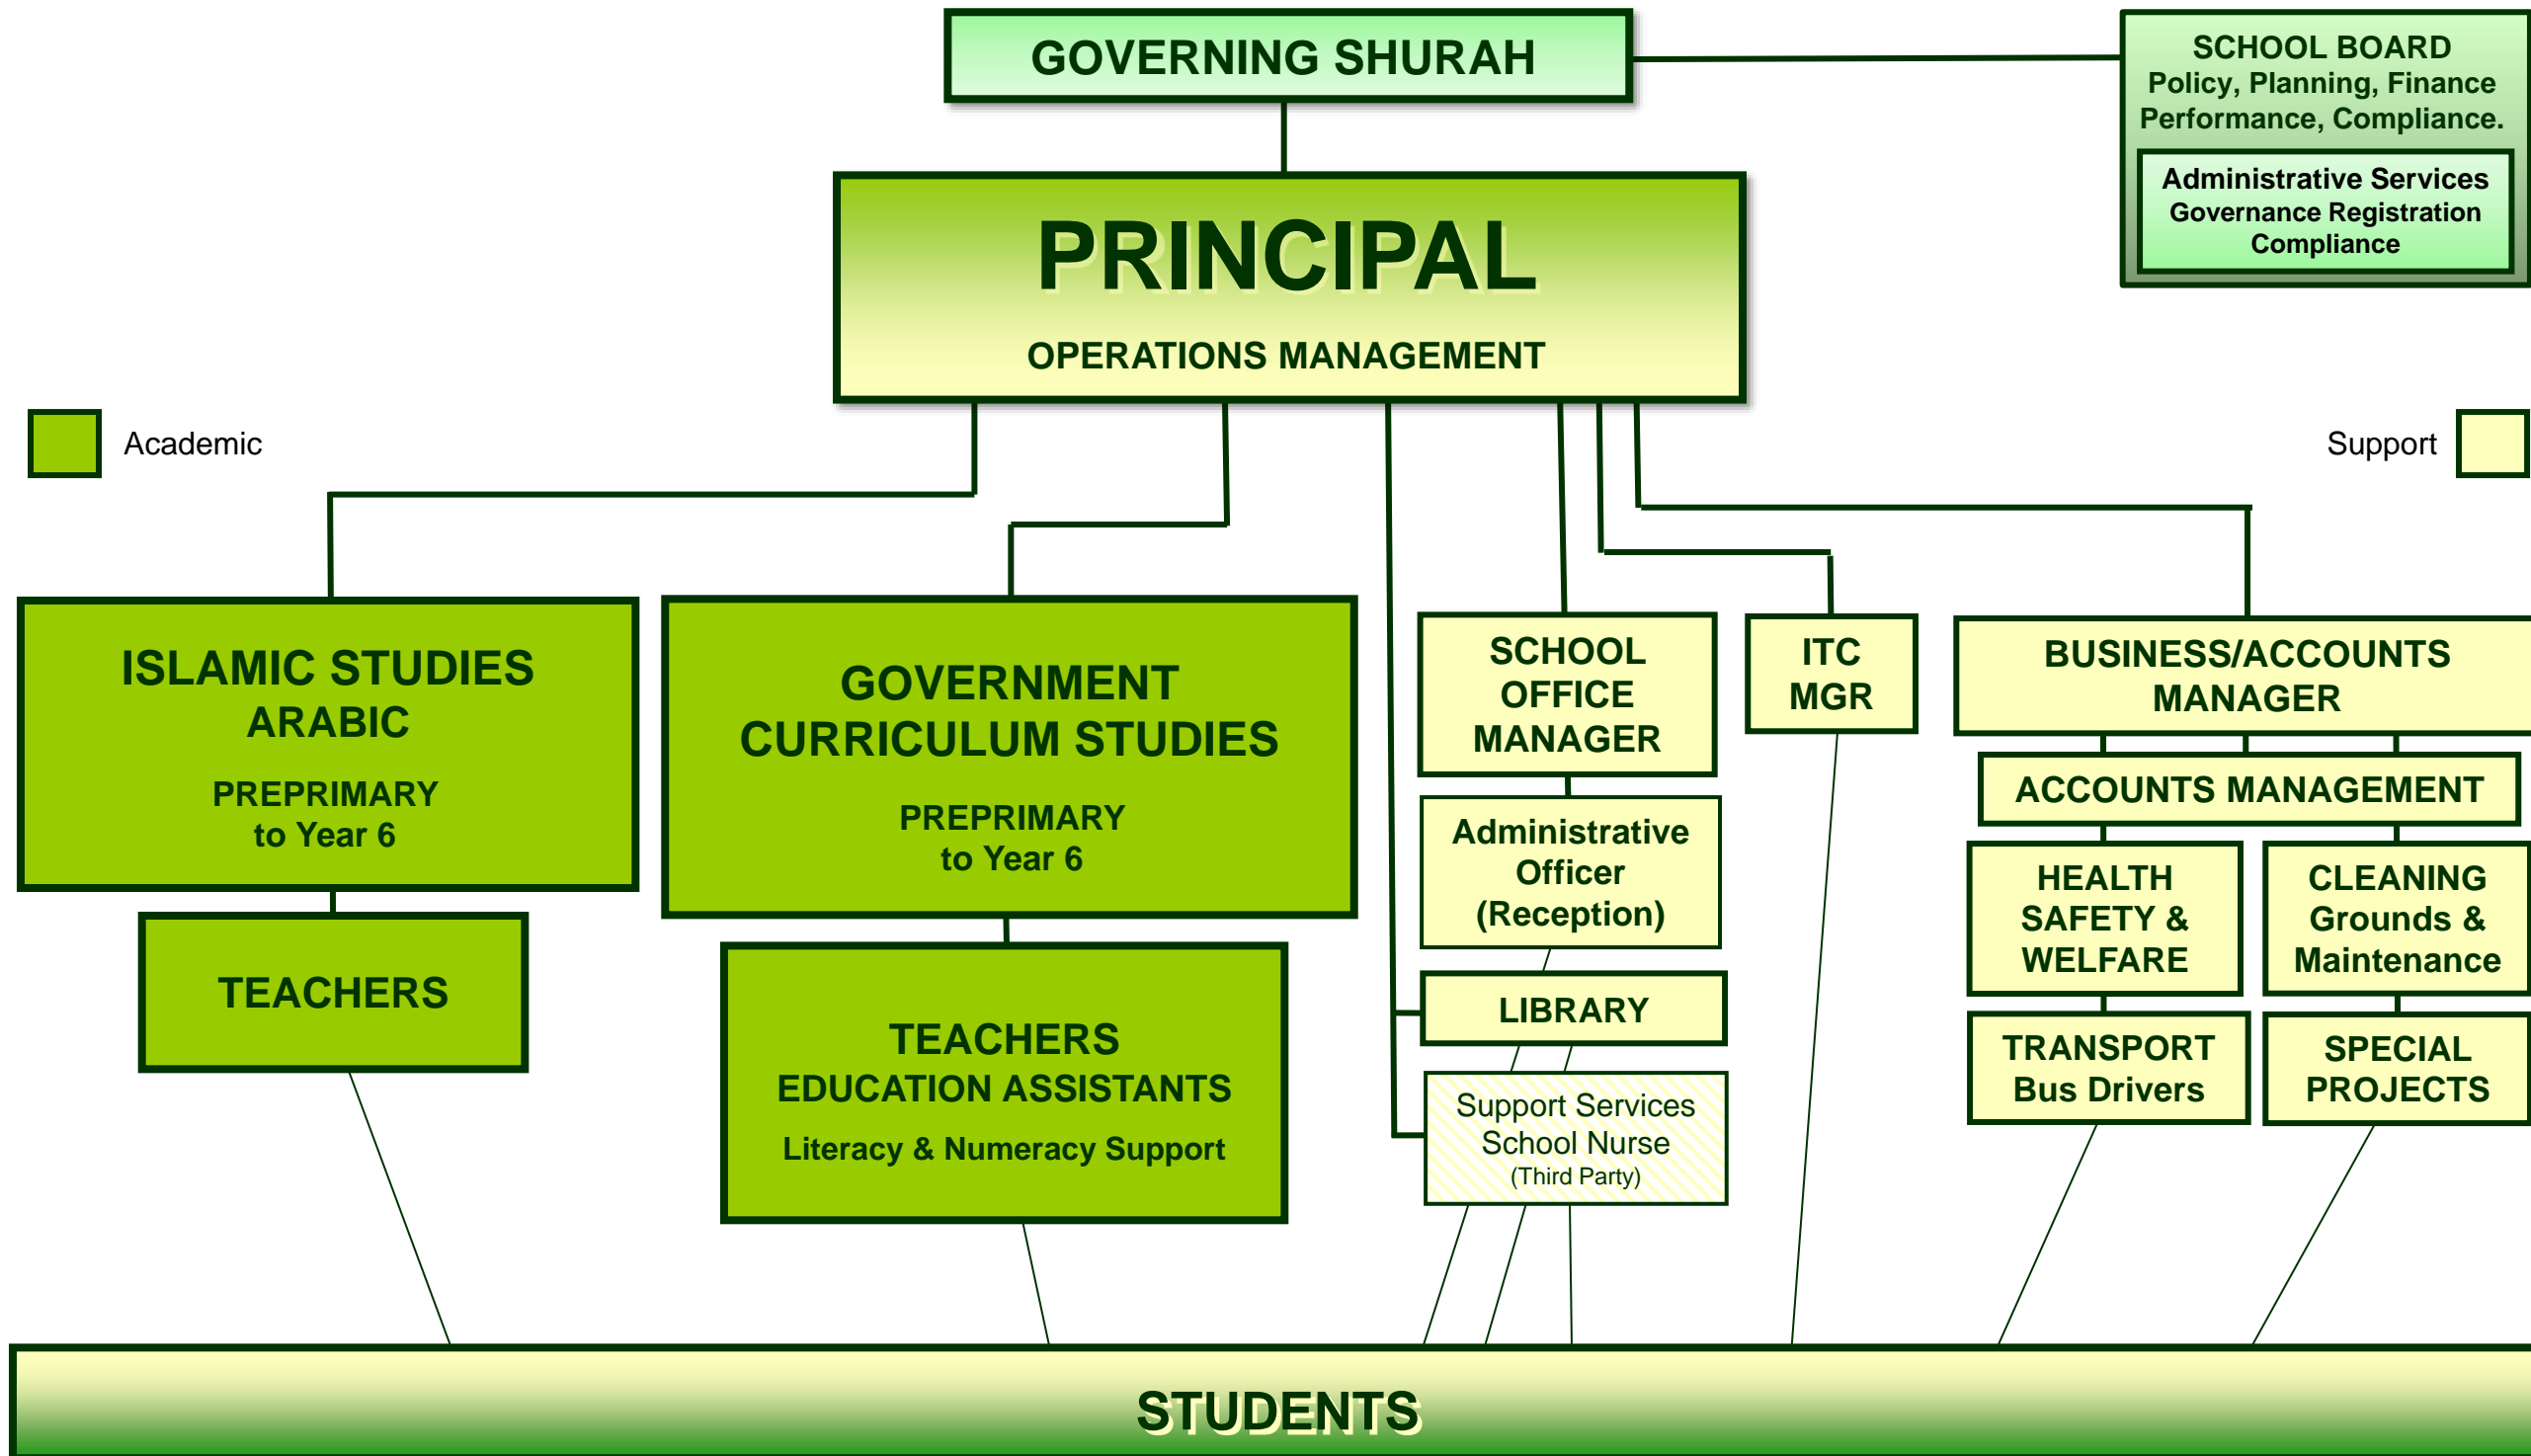 GOVERNING SHURAH
SCHOOL BOARD
Policy, Planning, Finance
Performance, Compliance.
Administrative Services
Governance Registration
Compliance
PRINCIPAL
OPERATIONS MANAGEMENT
Academic
Support
ISLAMIC STUDIES
ARABIC
PREPRIMARY
to Year 6
TEACHERS
GOVERNMENT
CURRICULUM STUDIES
PREPRIMARY
to Year 6
TEACHERS
EDUCATION ASSISTANTS
Literacy & Numeracy Support
SCHOOL
OFFICE
MANAGER
Administrative
Officer
(Reception)
LIBRARY
Support Services
School Nurse
(Third Party)
ITC
MGR
BUSINESS/ACCOUNTS
MANAGER
ACCOUNTS MANAGEMENT
HEALTH
SAFETY &
WELFARE
CLEANING
Grounds &
Maintenance
TRANSPORT
Bus Drivers
SPECIAL
PROJECTS
STUDENTS